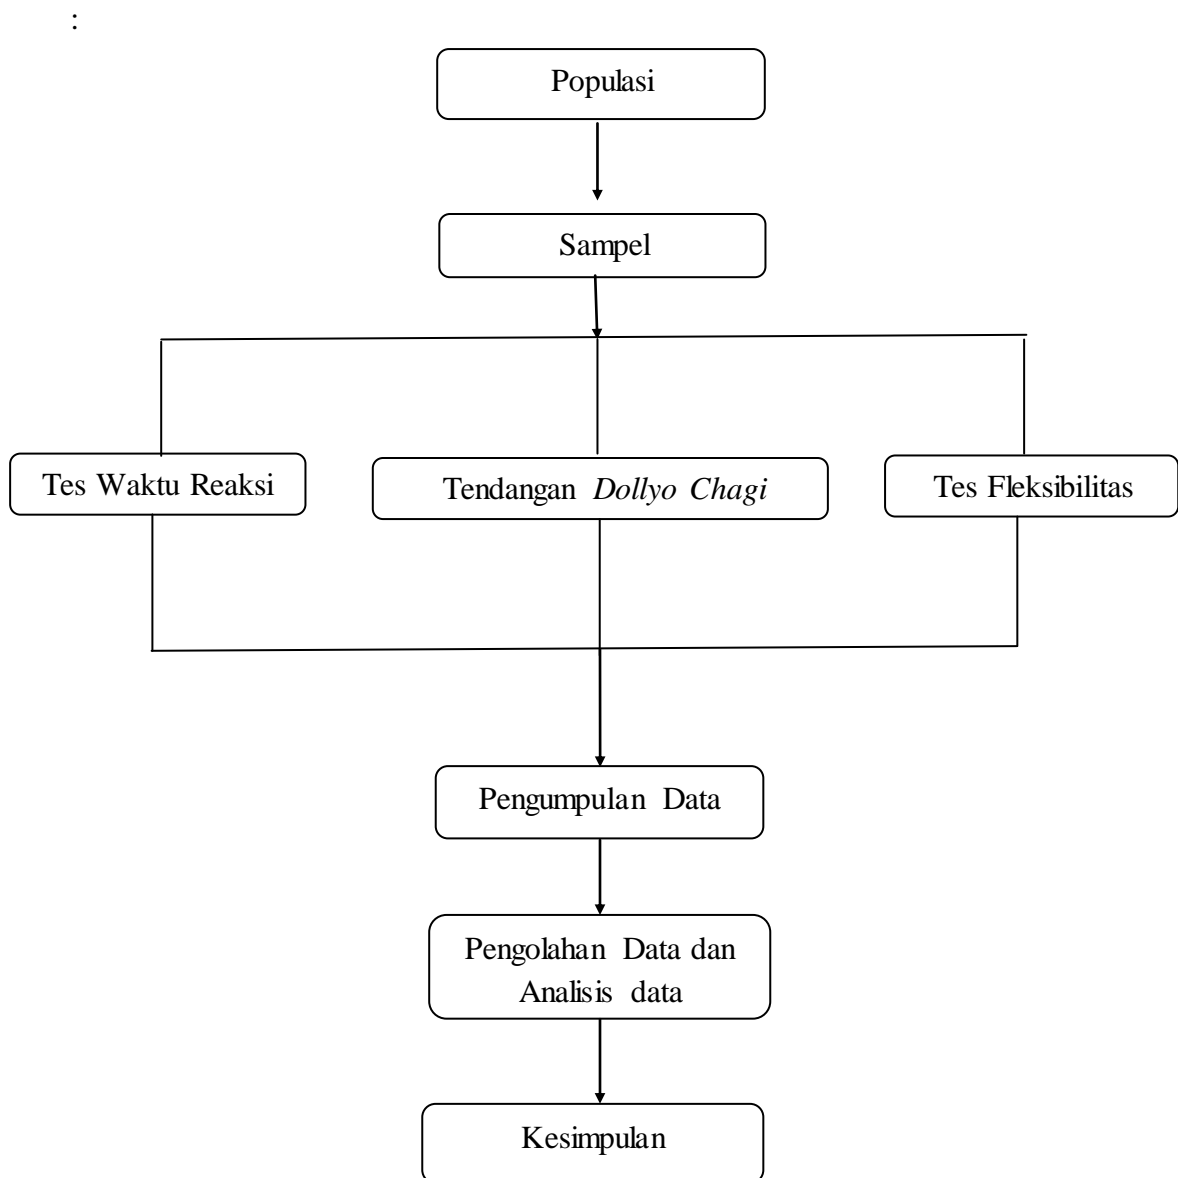 :
Populasi
Sampel
Tes Waktu Reaksi
Tendangan Dollyo Chagi
Tes Fleksibilitas
Pengumpulan Data
Pengolahan Data dan
Analisis data
Kesimpulan